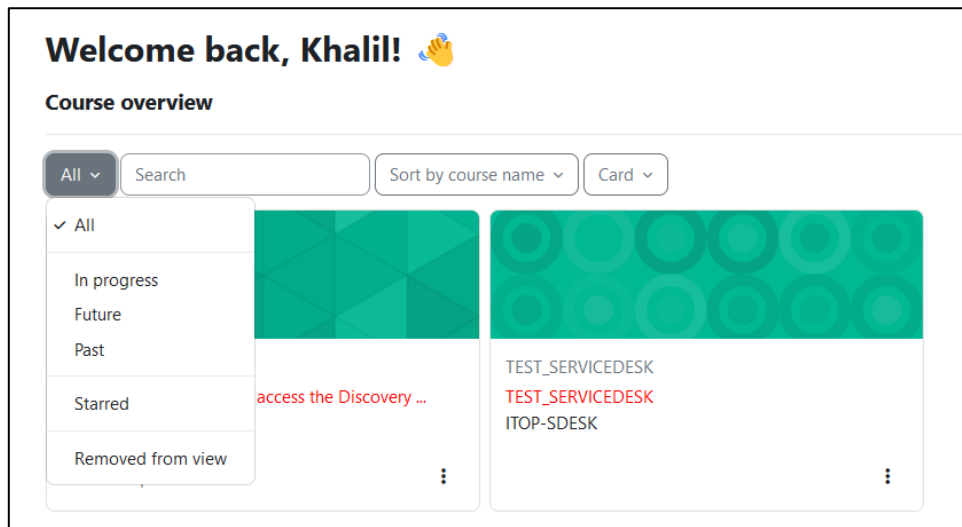 Welcome back, Khalil! 👋
Course overview
All
Search
Sort by course name
Card
All
In progress
Future
Past
Starred
Removed from view
access the Discovery ...
TEST_SERVICEDESK
TEST_SERVICEDESK
ITOP-SDESK